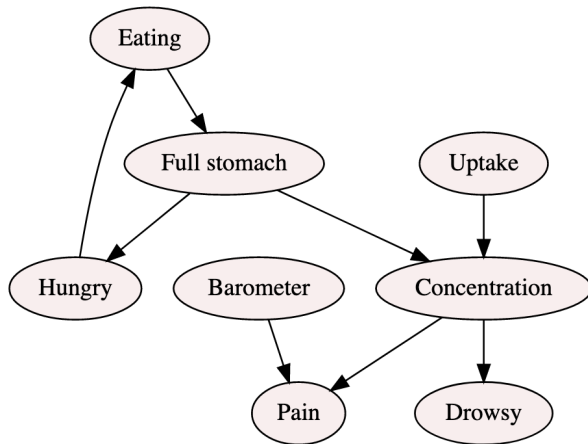 Eating
Full stomach
Uptake
Hungry
Barometer
Concentration
Pain
Drowsy